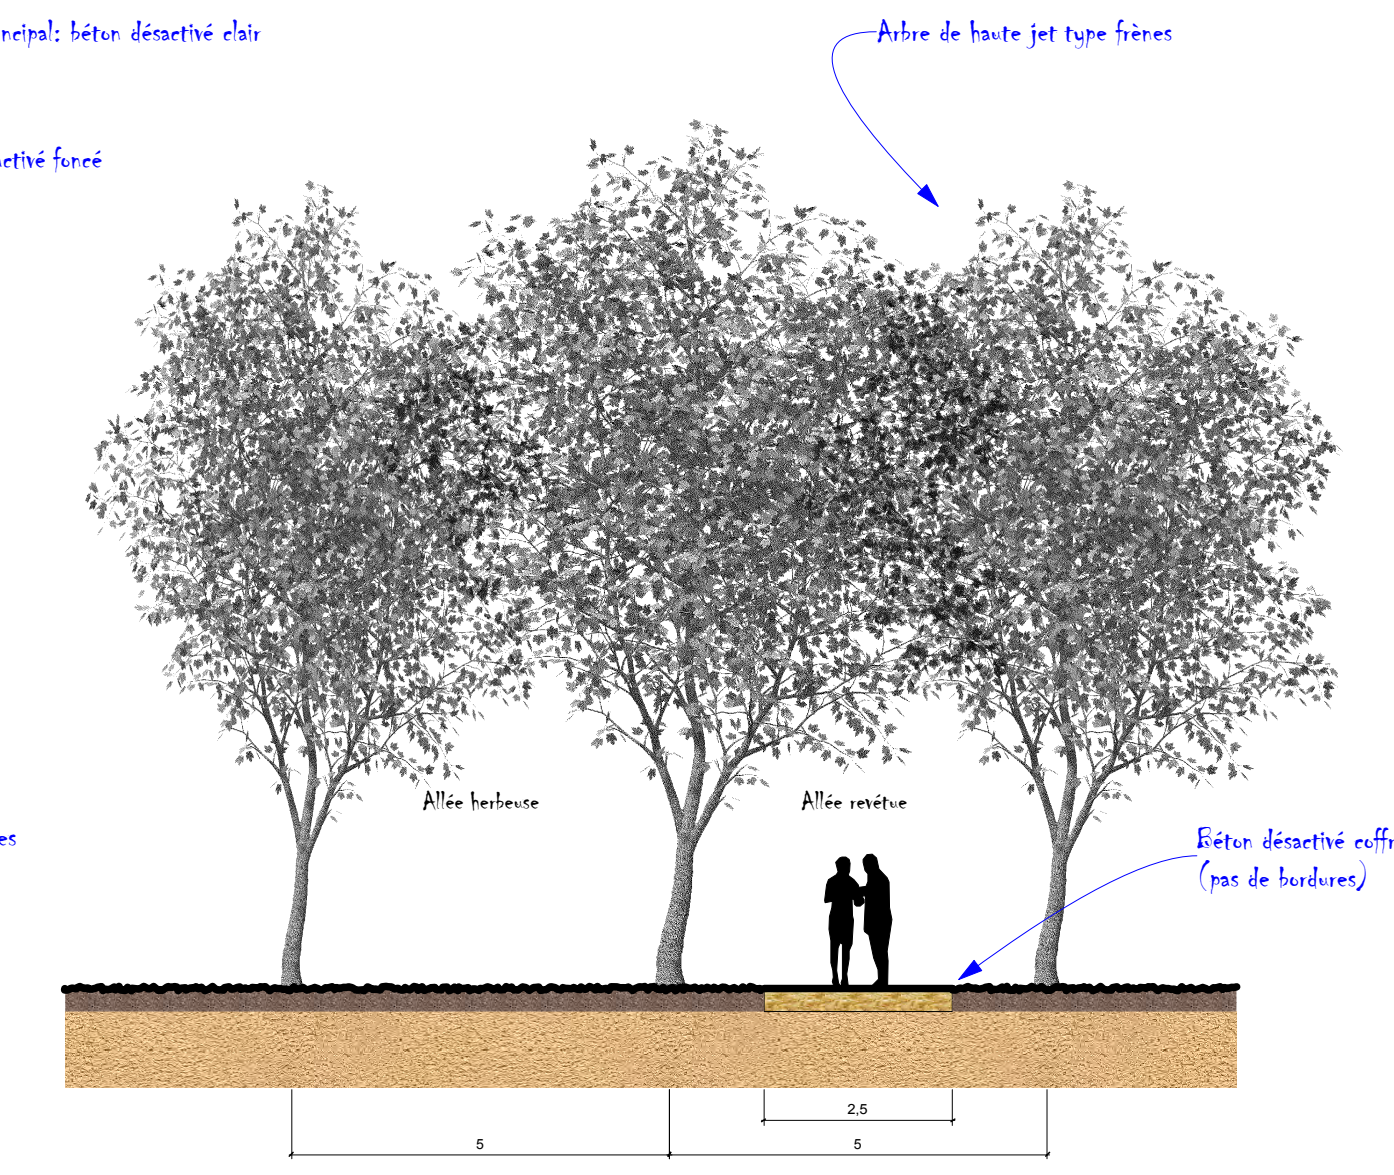 ncipal: béton désactivé clair
Arbre de haute jet type frènes
ctivé foncé
Allée herbeuse
Allée revétue
es
Béton désactivé coffr
(pas de bordures)
2,5
5
5